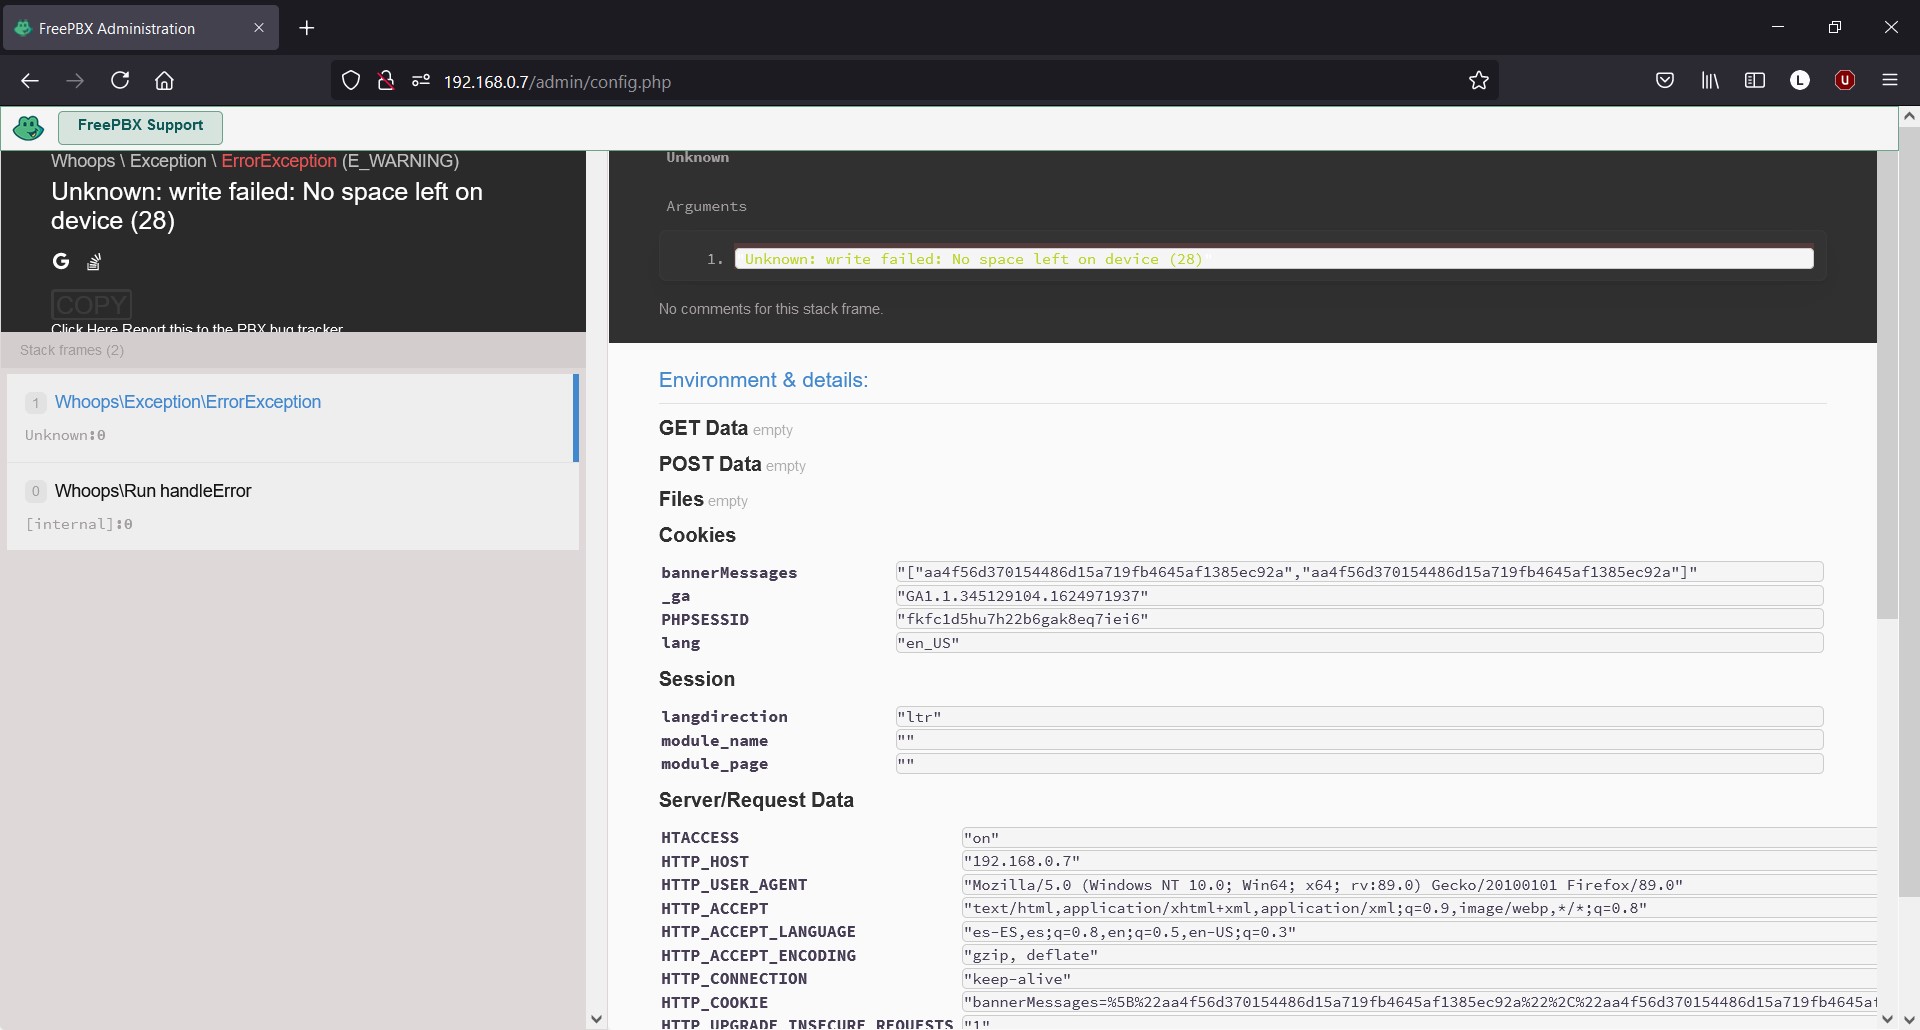 FreePBX Administration
192.168.0.7/admin/config.php
L
U
FreePBX Support
Whoops \ Exception \ ErrorException (E_WARNING)
Unknown: write failed: No space left on
device (28)
G
COPY
Click Here Report this to the PBX bug tracker
Stack frames (2)
1 Whoops\Exception\ErrorException
Unknown:0
0 Whoops\Run handleError
[internal]:0
Unknown
Arguments
1. "Unknown: write failed: No space left on device (28)"
No comments for this stack frame.
Environment & details:
GET Data empty
POST Data empty
Files empty
Cookies
bannerMessages "["aa4f56d370154486d15a719fb4645af1385ec92a","aa4f56d370154486d15a719fb4645af1385ec92a"]"
_ga "GA1.1.345129104.1624971937"
PHPSESSID "fkfc1d5hu7h22b6gak8eq7iei6"
lang "en_US"
Session
langdirection "ltr"
module_name ""
module_page ""
Server/Request Data
HTACCESS "on"
HTTP_HOST "192.168.0.7"
HTTP_USER_AGENT "Mozilla/5.0 (Windows NT 10.0; Win64; x64; rv:89.0) Gecko/20100101 Firefox/89.0"
HTTP_ACCEPT "text/html,application/xhtml+xml,application/xml;q=0.9,image/webp,*/*;q=0.8"
HTTP_ACCEPT_LANGUAGE "es-ES,es;q=0.8,en;q=0.5,en-US;q=0.3"
HTTP_ACCEPT_ENCODING "gzip, deflate"
HTTP_CONNECTION "keep-alive"
HTTP_COOKIE "bannerMessages=%5B%22aa4f56d370154486d15a719fb4645af1385ec92a%22%2C%22aa4f56d370154486d15a719fb4645af
HTTP_UPGRADE_INSECURE_REQUESTS "1"